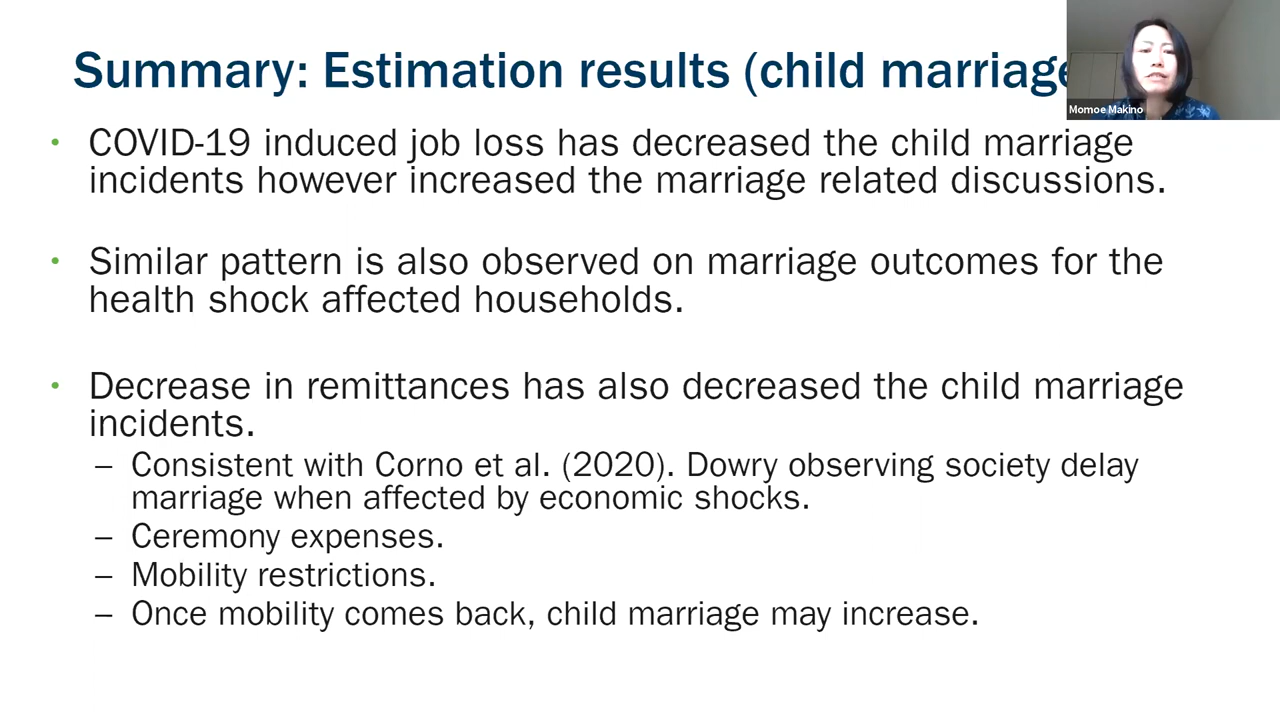 Summary: Estimation results (child marriage
Momoe Makino
• COVID-19 induced job loss has decreased the child marriage
incidents however increased the marriage related discussions.
• Similar pattern is also observed on marriage outcomes for the
health shock affected households.
• Decrease in remittances has also decreased the child marriage
incidents.
– Consistent with Corno et al. (2020). Dowry observing society delay
marriage when affected by economic shocks.
– Ceremony expenses.
– Mobility restrictions.
– Once mobility comes back, child marriage may increase.